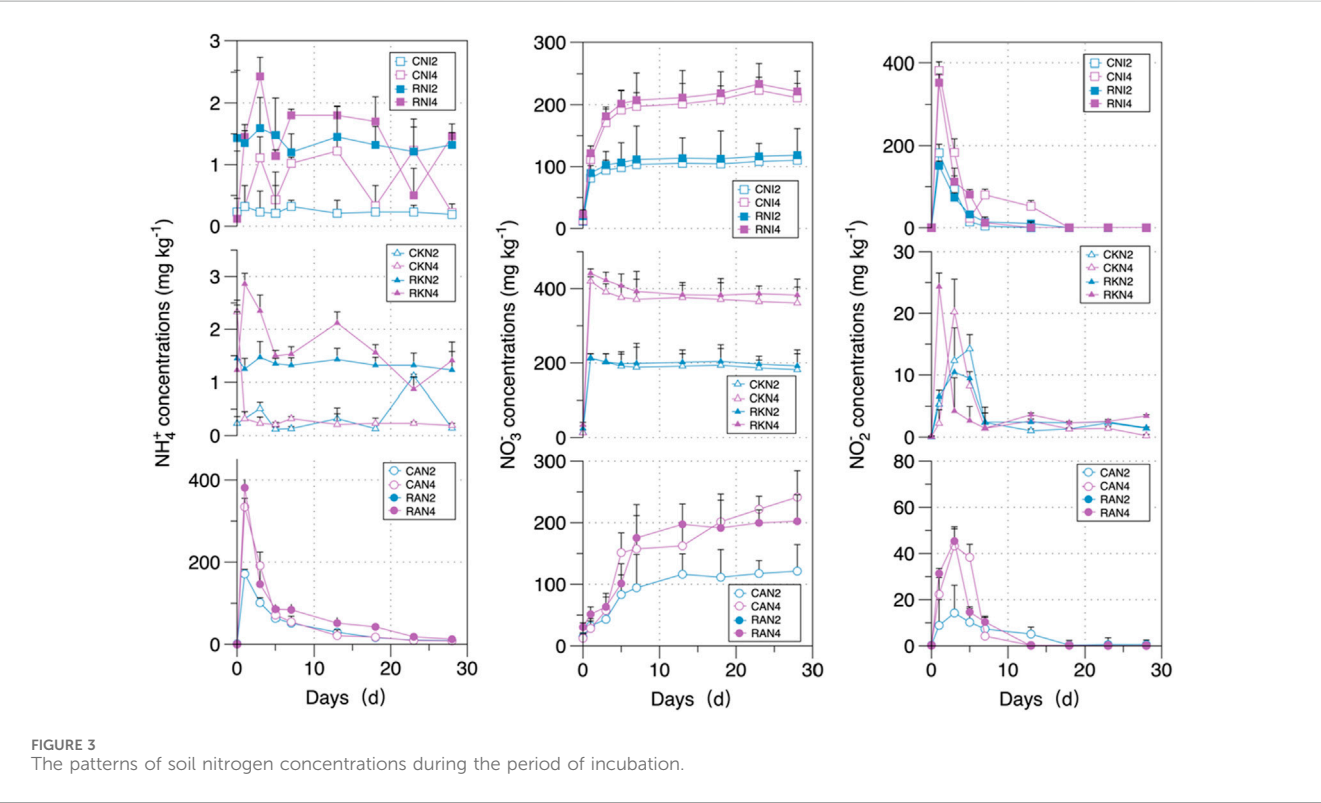 NH₄⁺ concentrations (mg kg⁻¹)
3
2
1
0
CNI2
CNI4
RNI2
RNI4
3
2
1
0
CKN2
CKN4
RKN2
RKN4
400
200
0
CAN2
CAN4
RAN2
RAN4
0 10 20 30
Days (d)
NO₃⁻ concentrations (mg kg⁻¹)
300
200
100
0
CNI2
CNI4
RNI2
RNI4
400
200
0
CKN2
CKN4
RKN2
RKN4
300
200
100
0
CAN2
CAN4
RAN2
RAN4
0 10 20 30
Days (d)
NO₂⁻ concentrations (mg kg⁻¹)
400
200
0
CNI2
CNI4
RNI2
RNI4
30
20
10
0
CKN2
CKN4
RKN2
RKN4
80
60
40
20
0
CAN2
CAN4
RAN2
RAN4
0 10 20 30
Days (d)
FIGURE 3
The patterns of soil nitrogen concentrations during the period of incubation.